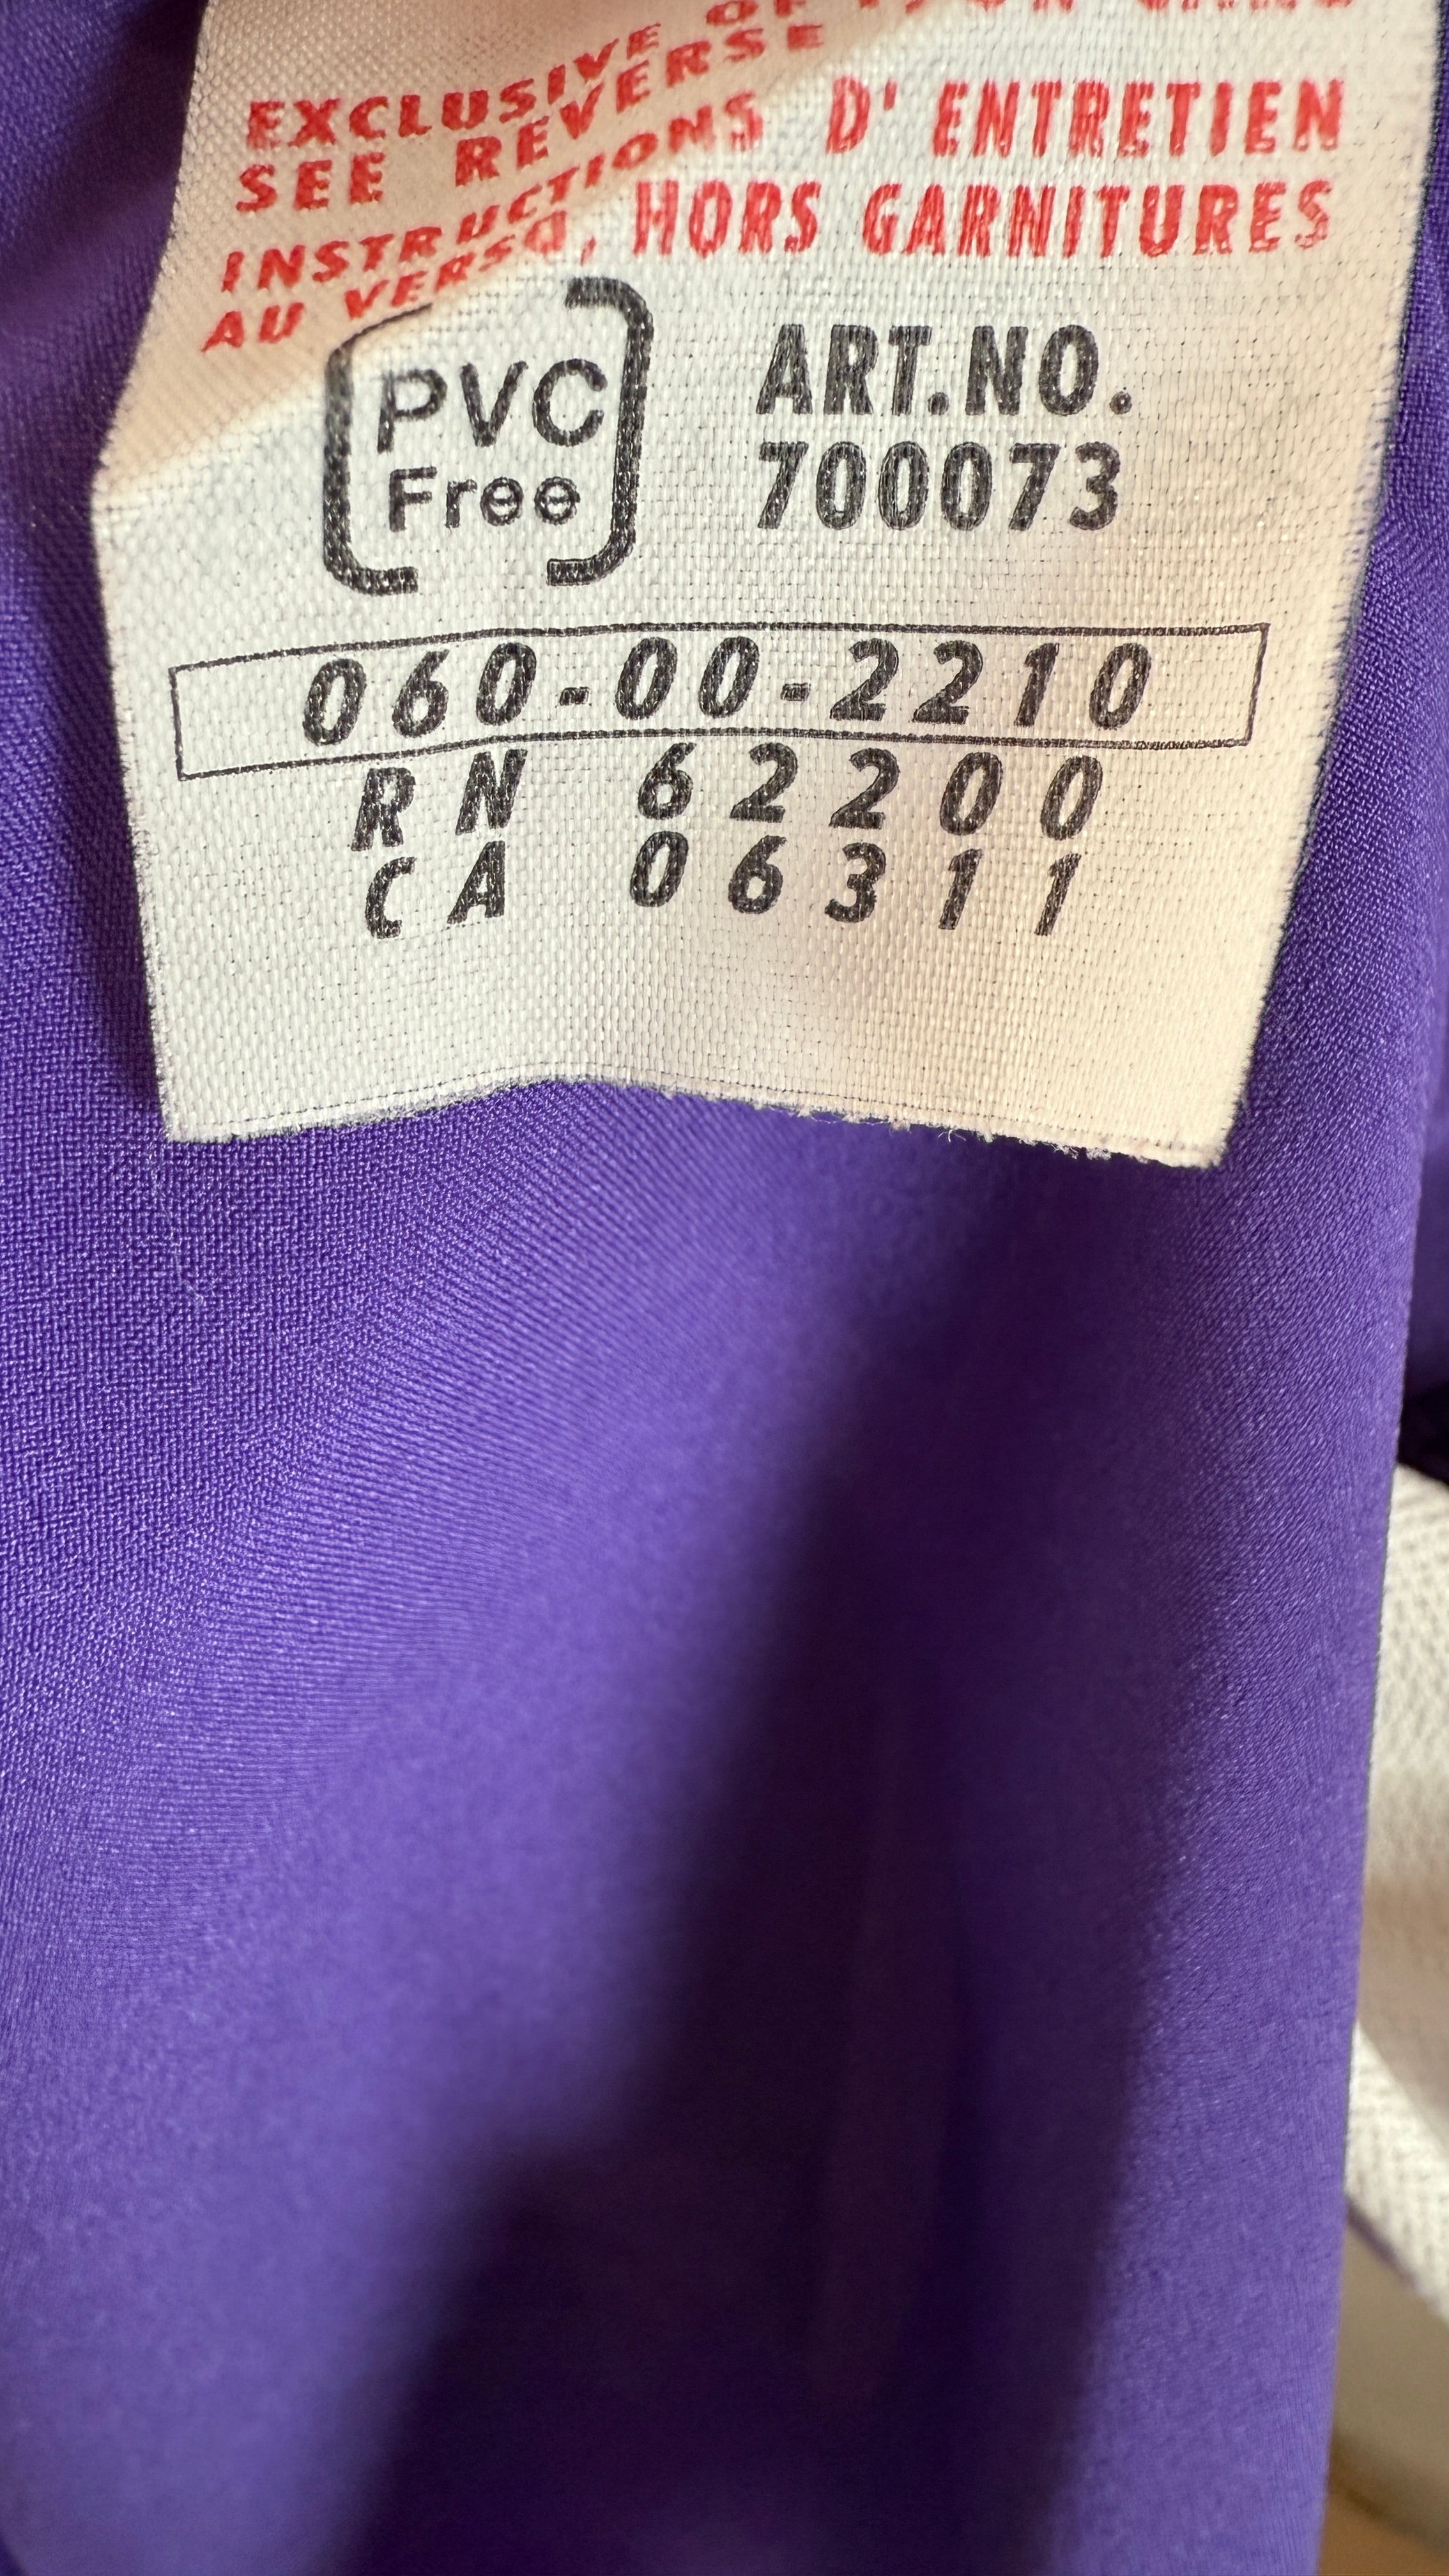 EXCLUSIVE OF
SEE REVERSE
INSTRUCTIONS D' ENTRETIEN
AU VERSO, HORS GARNITURES
PVC
Free
ART.NO.
700073
060-00-2210
RN 62200
CA 06311